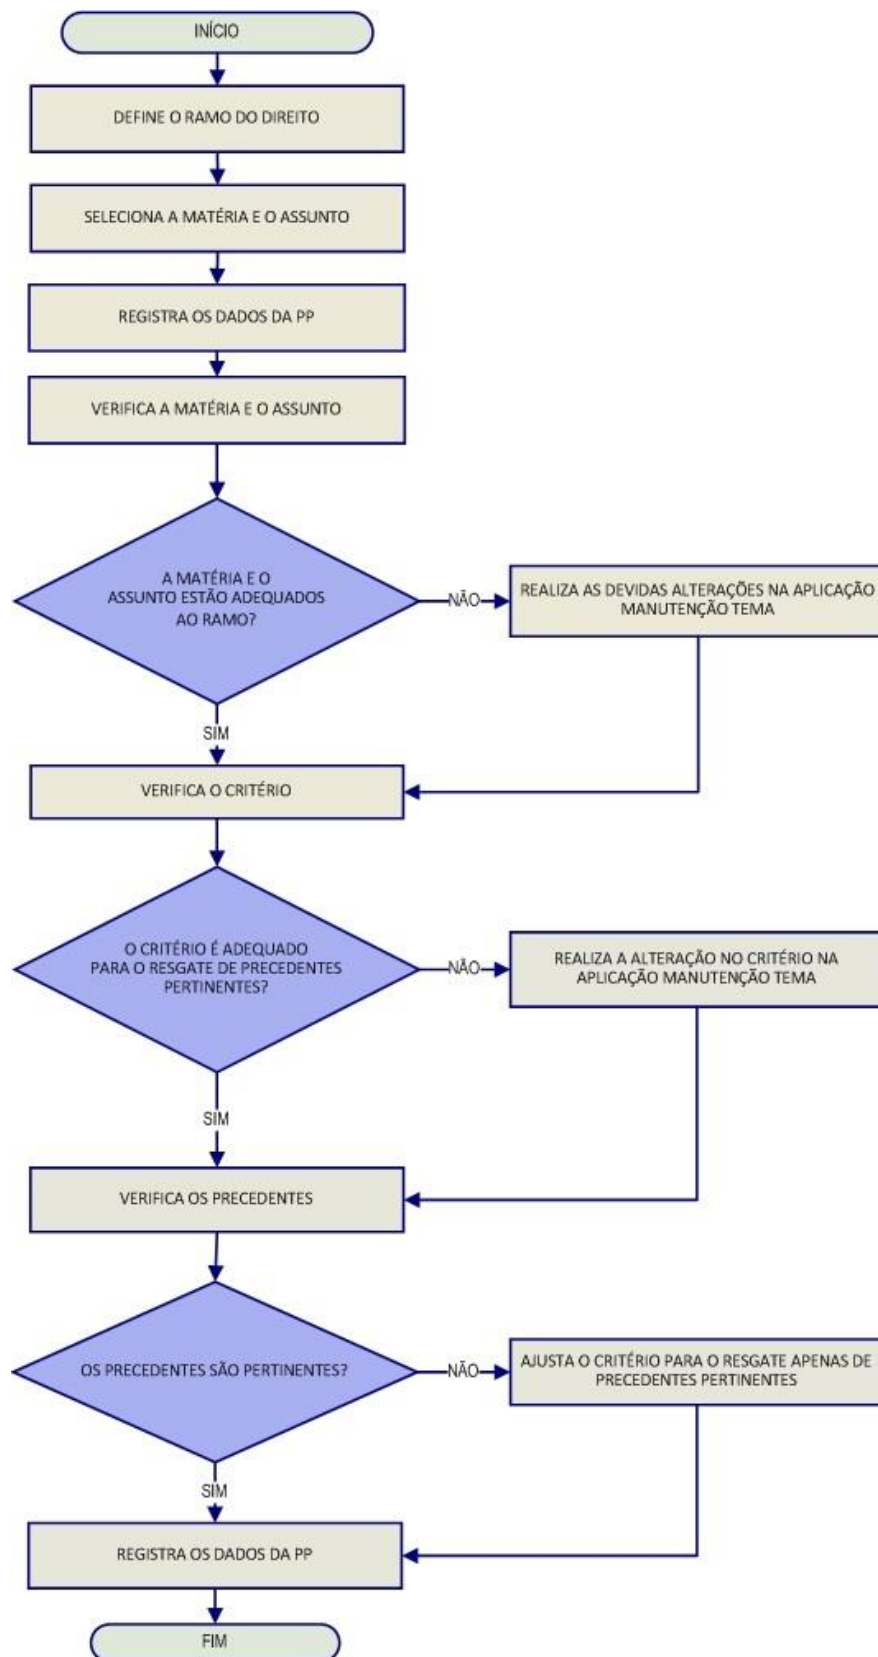 INÍCIO
DEFINE O RAMO DO DIREITO
SELECIONA A MATÉRIA E O ASSUNTO
REGISTRA OS DADOS DA PP
VERIFICA A MATÉRIA E O ASSUNTO
A MATÉRIA E O
ASSUNTO ESTÃO ADEQUADOS
AO RAMO?
NÃO
REALIZA AS DEVIDAS ALTERAÇÕES NA APLICAÇÃO
MANUTENÇÃO TEMA
SIM
VERIFICA O CRITÉRIO
O CRITÉRIO É ADEQUADO
PARA O RESGATE DE PRECEDENTES
PERTINENTES?
NÃO
REALIZA A ALTERAÇÃO NO CRITÉRIO NA
APLICAÇÃO MANUTENÇÃO TEMA
SIM
VERIFICA OS PRECEDENTES
OS PRECEDENTES SÃO PERTINENTES?
NÃO
AJUSTA O CRITÉRIO PARA O RESGATE APENAS DE
PRECEDENTES PERTINENTES
SIM
REGISTRA OS DADOS DA PP
FIM